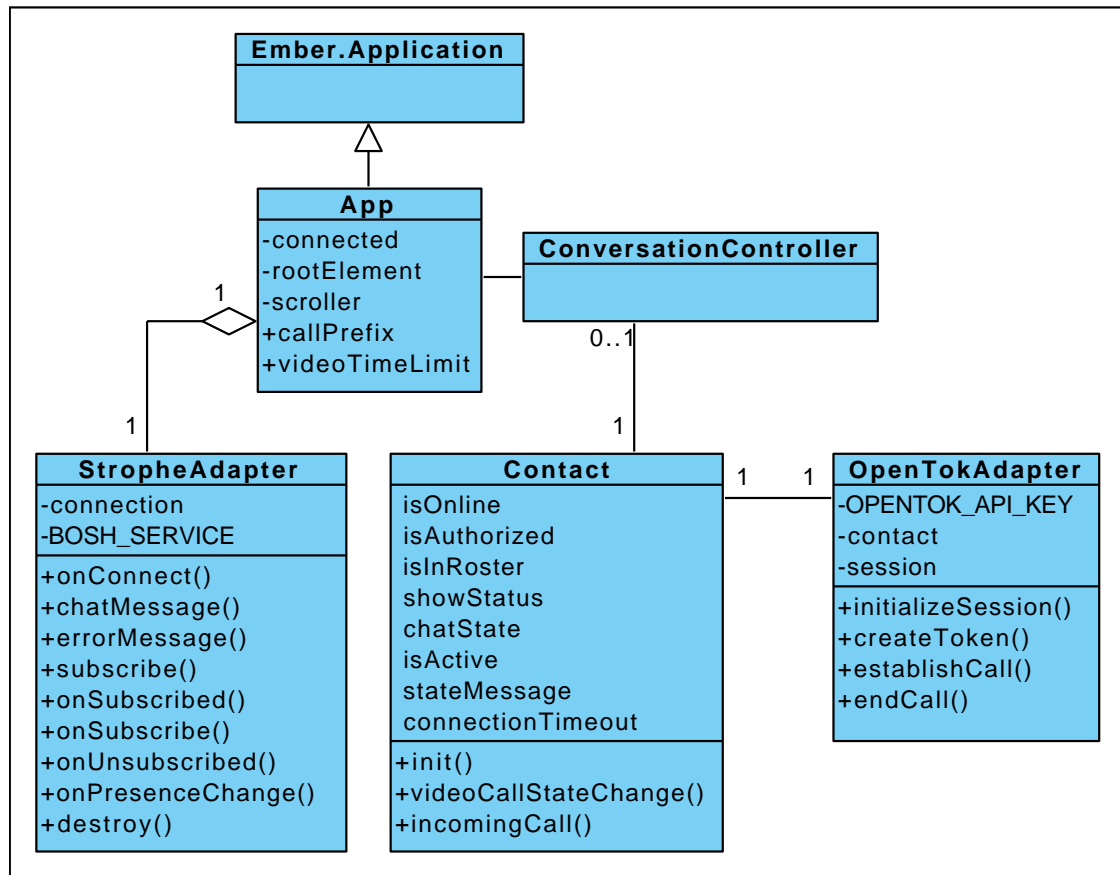 Ember.Application
App
-connected
-rootElement
-scroller
+callPrefix
+videoTimeLimit
ConversationController
1
1
0..1
1
StropheAdapter
-connection
-BOSH_SERVICE
+onConnect()
+chatMessage()
+errorMessage()
+subscribe()
+onSubscribed()
+onSubscribe()
+onUnsubscribed()
+onPresenceChange()
+destroy()
Contact
isOnline
isAuthorized
isInRoster
showStatus
chatState
isActive
stateMessage
connectionTimeout
+init()
+videoCallStateChange()
+incomingCall()
1
1
OpenTokAdapter
-OPENTOK_API_KEY
-contact
-session
+initializeSession()
+createToken()
+establishCall()
+endCall()